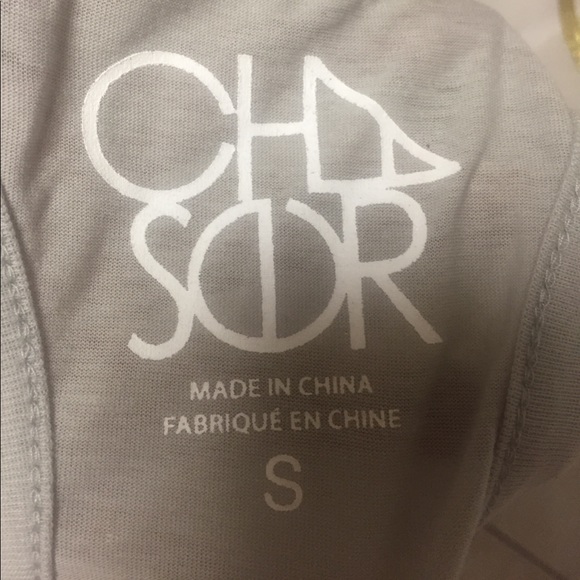 CHA
SER
MADE IN CHINA
FABRIQUÉ EN CHINE
S